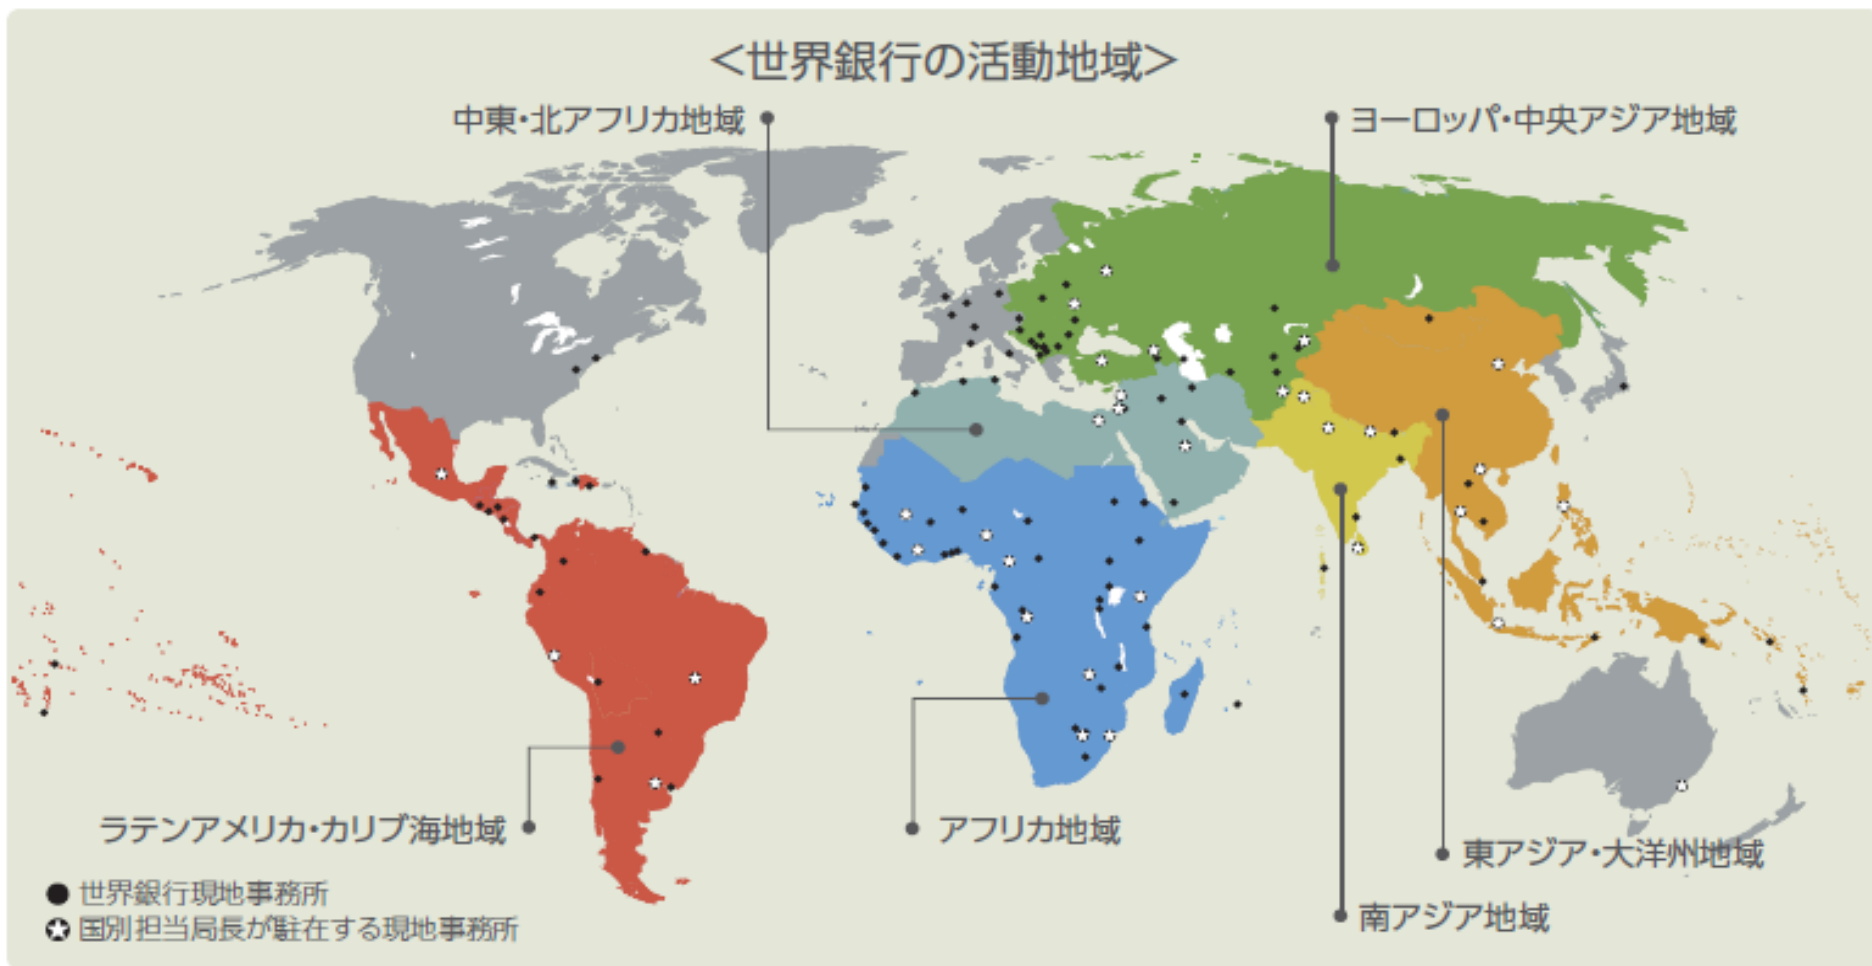 <世界銀行の活動地域>
中東・北アフリカ地域
ヨーロッパ・中央アジア地域
ラテンアメリカ・カリブ海地域
アフリカ地域
東アジア・大洋州地域
南アジア地域
世界銀行現地事務所
国別担当局長が駐在する現地事務所